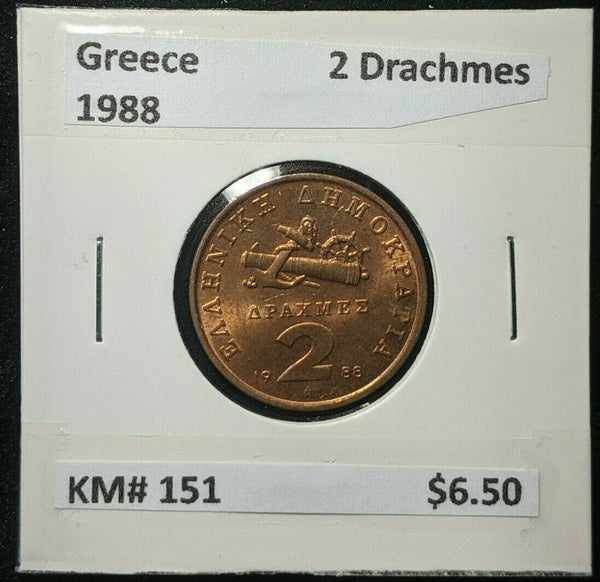 Greece 2 Drachmes
1988
ΕΛΛΗΝΙΚΗ ΔΗΜΟΚΡΑΤΙΑ
ΔΡΑΧΜΕΣ
2
19 88
KM# 151 $6.50